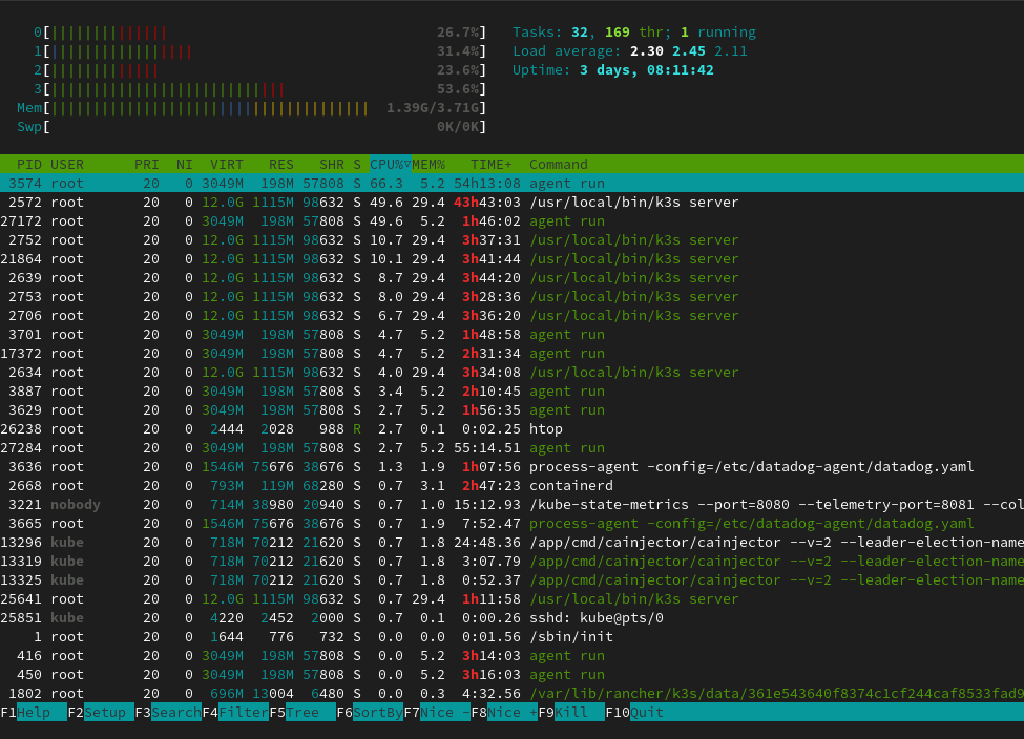 0[|||||||||||||| 26.7%] Tasks: 32, 169 thr; 1 running
1[||||||||||||||||| 31.4%] Load average: 2.30 2.45 2.11
2[||||||||||||| 23.6%] Uptime: 3 days, 08:11:42
3[|||||||||||||||||||||||||||| 53.6%]
Mem[|||||||||||||||||||||||||||||||||||||| 1.39G/3.71G]
Swp[ 0K/0K]
PID USER PRI NI VIRT RES SHR S CPU%▽MEM% TIME+ Command
3574 root 20 0 3049M 198M 57808 S 66.3 5.2 54h13:08 agent run
2572 root 20 0 12.0G 1115M 98632 S 49.6 29.4 43h43:03 /usr/local/bin/k3s server
27172 root 20 0 3049M 198M 57808 S 49.6 5.2 1h46:02 agent run
2752 root 20 0 12.0G 1115M 98632 S 10.7 29.4 3h37:31 /usr/local/bin/k3s server
21864 root 20 0 12.0G 1115M 98632 S 10.1 29.4 3h41:44 /usr/local/bin/k3s server
2639 root 20 0 12.0G 1115M 98632 S 8.7 29.4 3h44:20 /usr/local/bin/k3s server
2753 root 20 0 12.0G 1115M 98632 S 8.0 29.4 3h28:36 /usr/local/bin/k3s server
2706 root 20 0 12.0G 1115M 98632 S 6.7 29.4 3h36:20 /usr/local/bin/k3s server
3701 root 20 0 3049M 198M 57808 S 4.7 5.2 1h48:58 agent run
17372 root 20 0 3049M 198M 57808 S 4.7 5.2 2h31:34 agent run
2634 root 20 0 12.0G 1115M 98632 S 4.0 29.4 3h34:08 /usr/local/bin/k3s server
3887 root 20 0 3049M 198M 57808 S 3.4 5.2 2h10:45 agent run
3629 root 20 0 3049M 198M 57808 S 2.7 5.2 1h56:35 agent run
26238 root 20 0 2444 2028 988 R 2.7 0.1 0:02.25 htop
27284 root 20 0 3049M 198M 57808 S 2.7 5.2 55:14.51 agent run
3636 root 20 0 1546M 75676 38676 S 1.3 1.9 1h07:56 process-agent -config=/etc/datadog-agent/datadog.yaml
2668 root 20 0 793M 119M 68280 S 0.7 3.1 2h47:23 containerd
3221 nobody 20 0 714M 38980 20940 S 0.7 1.0 15:12.93 /kube-state-metrics --port=8080 --telemetry-port=8081 --col
3665 root 20 0 1546M 75676 38676 S 0.7 1.9 7:52.47 process-agent -config=/etc/datadog-agent/datadog.yaml
13296 kube 20 0 718M 70212 21620 S 0.7 1.8 24:48.36 /app/cmd/cainjector/cainjector --v=2 --leader-election-name
13319 kube 20 0 718M 70212 21620 S 0.7 1.8 3:07.79 /app/cmd/cainjector/cainjector --v=2 --leader-election-name
13325 kube 20 0 718M 70212 21620 S 0.7 1.8 0:52.37 /app/cmd/cainjector/cainjector --v=2 --leader-election-name
25641 root 20 0 12.0G 1115M 98632 S 0.7 29.4 1h11:58 /usr/local/bin/k3s server
25851 kube 20 0 4220 2452 2000 S 0.7 0.1 0:00.26 sshd: kube@pts/0
1 root 20 0 1644 776 732 S 0.0 0.0 0:01.56 /sbin/init
416 root 20 0 3049M 198M 57808 S 0.0 5.2 3h14:03 agent run
450 root 20 0 3049M 198M 57808 S 0.0 5.2 3h16:03 agent run
1802 root 20 0 696M 13004 6480 S 0.0 0.3 4:32.56 /var/lib/rancher/k3s/data/361e543640f8374c1cf244caf8533fad9
F1Help F2Setup F3SearchF4FilterF5Tree F6SortByF7Nice -F8Nice +F9Kill F10Quit